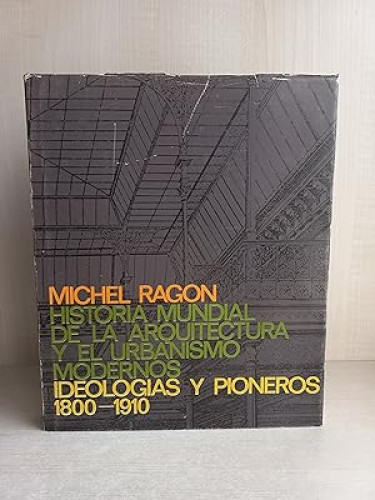 MICHEL RAGON
HISTORIA MUNDIAL
DE LA ARQUITECTURA
Y EL URBANISMO
MODERNOS
IDEOLOGIAS Y PIONEROS
1800-1910